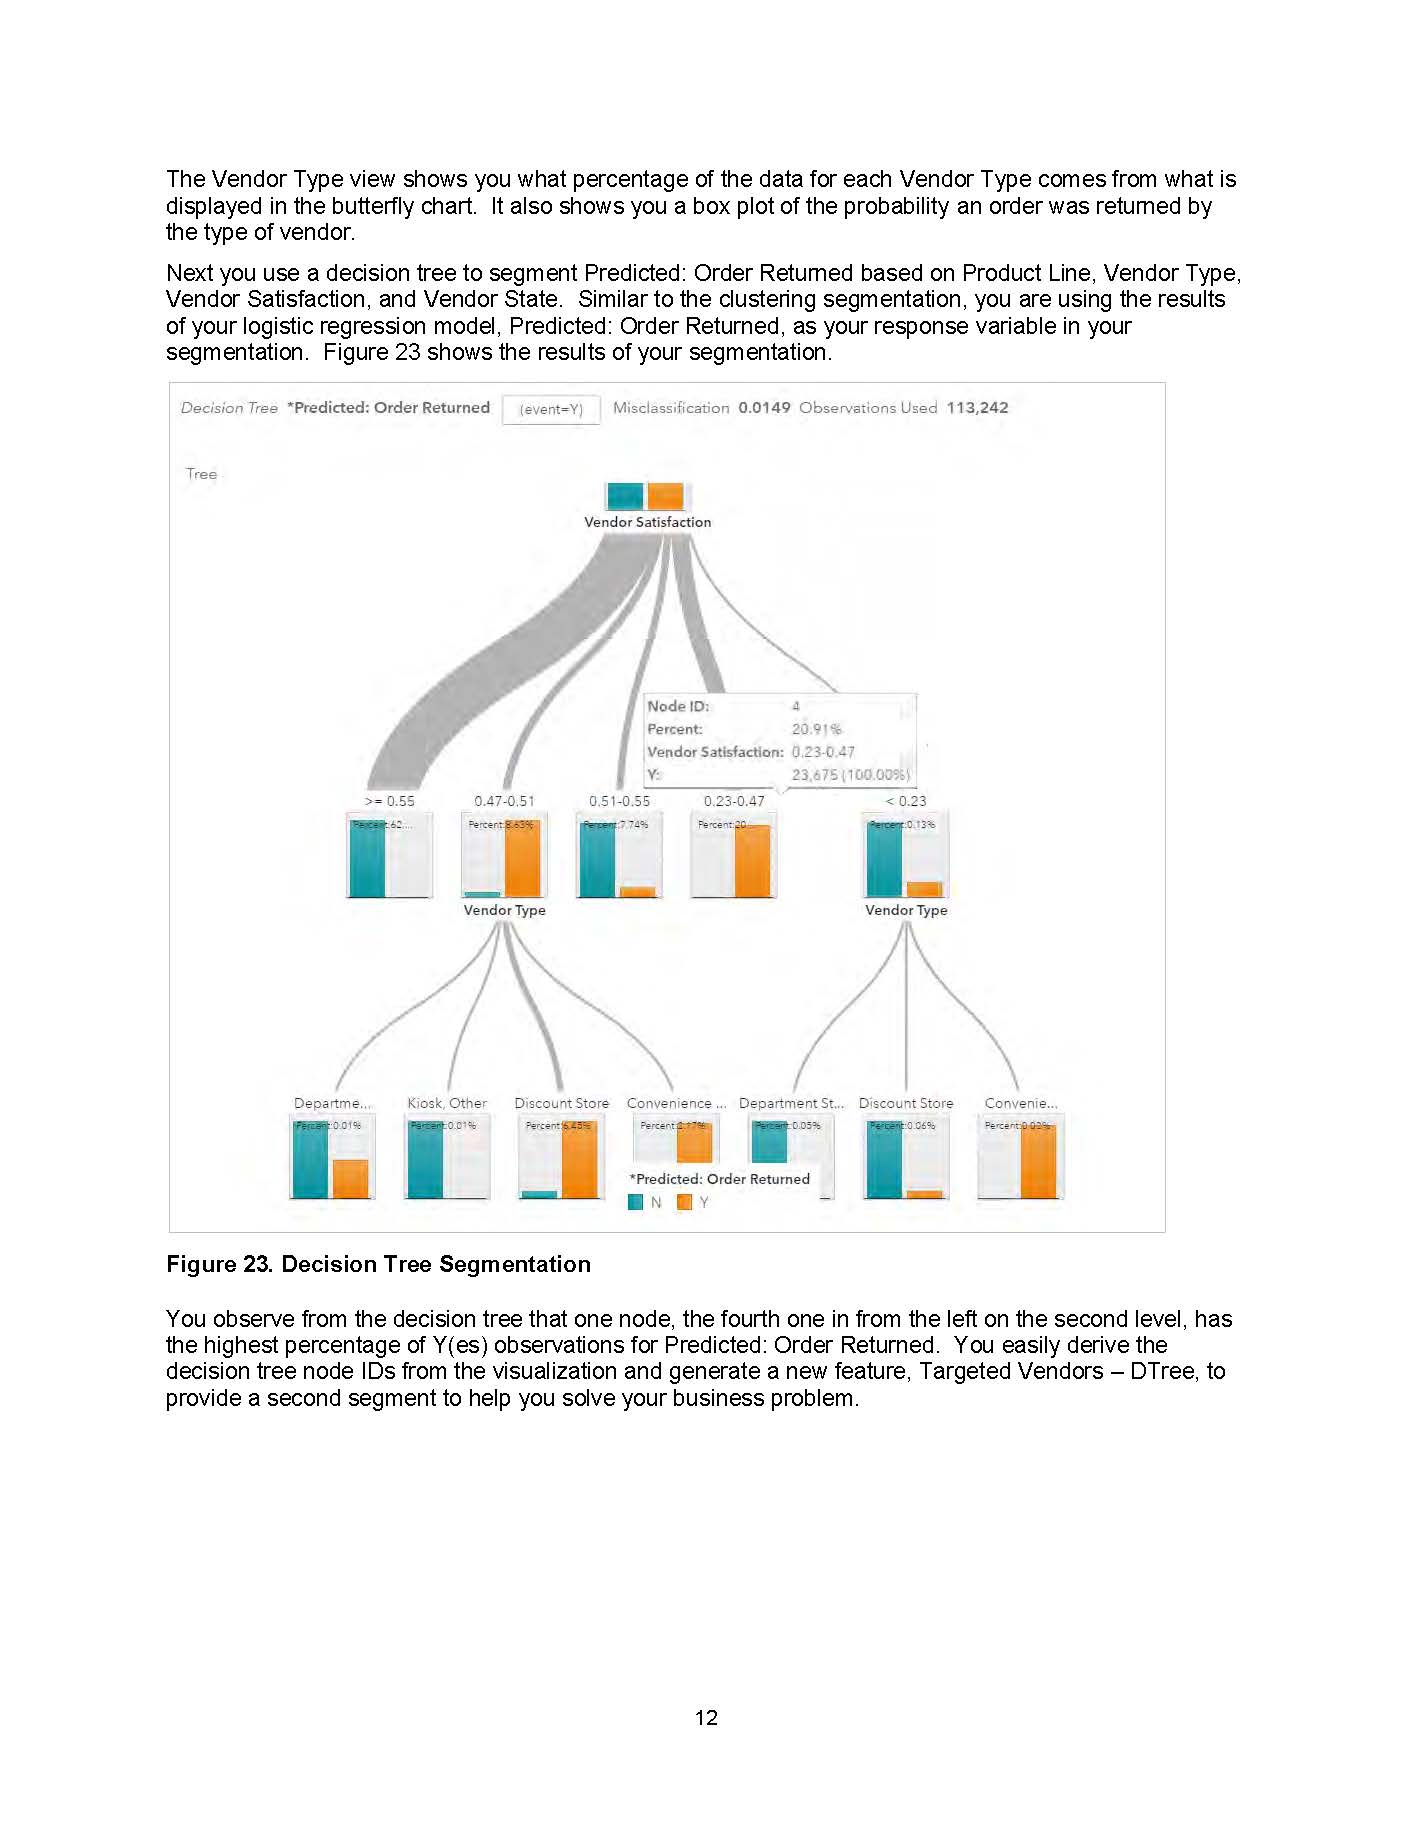 The Vendor Type view shows you what percentage of the data for each Vendor Type comes from what is
displayed in the butterfly chart.  It also shows you a box plot of the probability an order was returned by
the type of vendor.
Next you use a decision tree to segment Predicted: Order Returned based on Product Line, Vendor Type,
Vendor Satisfaction, and Vendor State.  Similar to the clustering segmentation, you are using the results
of your logistic regression model, Predicted: Order Returned, as your response variable in your
segmentation.  Figure 23 shows the results of your segmentation.
Decision Tree *Predicted: Order Returned (event=Y) Misclassification 0.0149 Observations Used 113,242
Tree
Vendor Satisfaction
Node ID: 4
Percent: 20.91%
Vendor Satisfaction: 0.23-0.47
Y: 23,675 (100.00%)
>= 0.55 0.47-0.51 0.51-0.55 0.23-0.47 < 0.23
Percent:62.... Percent:8.63% Percent:7.74% Percent:20.... Percent:0.13%
Vendor Type Vendor Type
Departme... Kiosk, Other Discount Store Convenience ... Department St... Discount Store Convenie...
Percent:0.01% Percent:0.01% Percent:6.45% Percent:2.17% Percent:0.05% Percent:0.06% Percent:0.02%
*Predicted: Order Returned
N Y
Figure 23. Decision Tree Segmentation
You observe from the decision tree that one node, the fourth one in from the left on the second level, has
the highest percentage of Y(es) observations for Predicted: Order Returned.  You easily derive the
decision tree node IDs from the visualization and generate a new feature, Targeted Vendors – DTree, to
provide a second segment to help you solve your business problem.
12